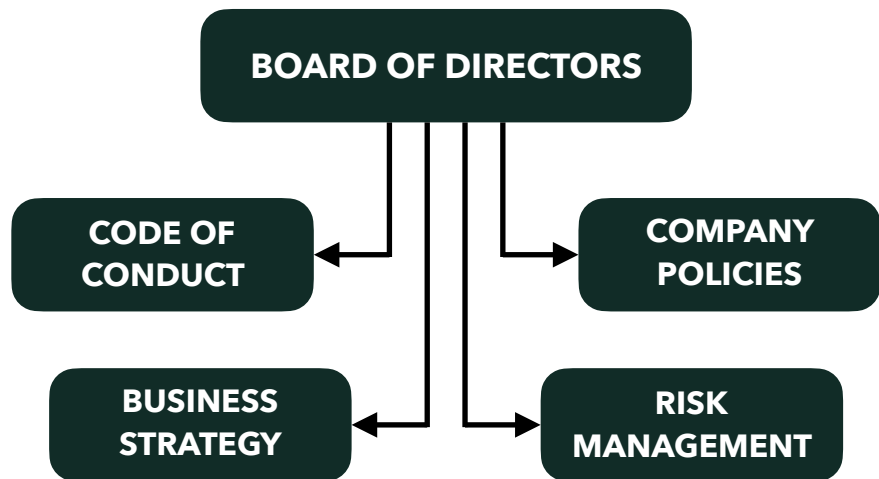 BOARD OF DIRECTORS
CODE OF
CONDUCT
COMPANY
POLICIES
BUSINESS
STRATEGY
RISK
MANAGEMENT